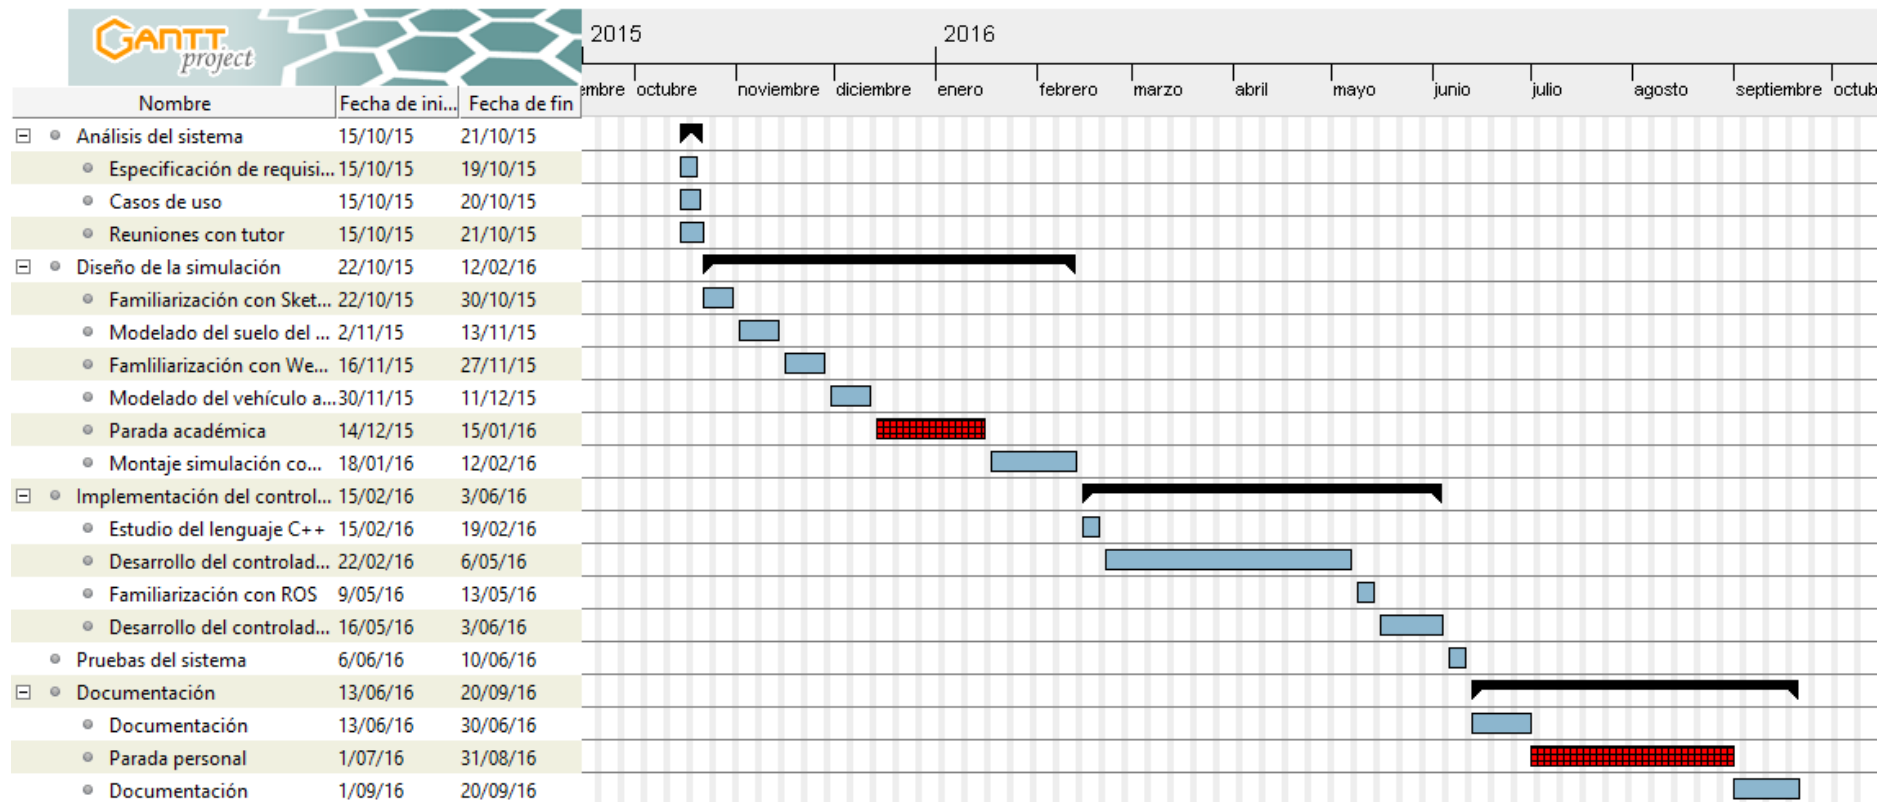 GANTT
project
2015 2016
embre octubre noviembre diciembre enero febrero marzo abril mayo junio julio agosto septiembre octub
Nombre Fecha de ini... Fecha de fin
Análisis del sistema 15/10/15 21/10/15
Especificación de requisi... 15/10/15 19/10/15
Casos de uso 15/10/15 20/10/15
Reuniones con tutor 15/10/15 21/10/15
Diseño de la simulación 22/10/15 12/02/16
Familiarización con Sket... 22/10/15 30/10/15
Modelado del suelo del ... 2/11/15 13/11/15
Famliliarización con We... 16/11/15 27/11/15
Modelado del vehículo a... 30/11/15 11/12/15
Parada académica 14/12/15 15/01/16
Montaje simulación co... 18/01/16 12/02/16
Implementación del control... 15/02/16 3/06/16
Estudio del lenguaje C++ 15/02/16 19/02/16
Desarrollo del controlad... 22/02/16 6/05/16
Familiarización con ROS 9/05/16 13/05/16
Desarrollo del controlad... 16/05/16 3/06/16
Pruebas del sistema 6/06/16 10/06/16
Documentación 13/06/16 20/09/16
Documentación 13/06/16 30/06/16
Parada personal 1/07/16 31/08/16
Documentación 1/09/16 20/09/16